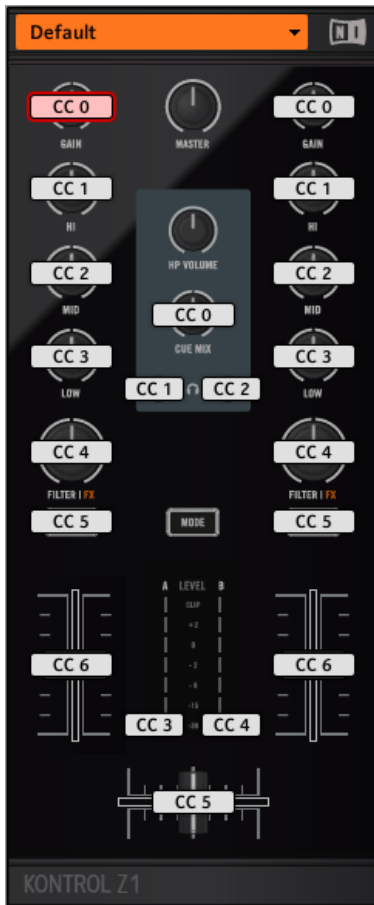 Default NI
CC 0 CC 0
GAIN MASTER GAIN
CC 1 CC 1
HI HI
HP VOLUME
CC 2 CC 2
MID MID
CC 0
CUE MIX
CC 3 CC 3
LOW LOW
CC 1 CC 2
CC 4 CC 4
FILTER | FX FILTER | FX
CC 5 MODE CC 5
A LEVEL B
CLIP
+2
0
-2
CC 6 CC 6
-6
-15
CC 3 -30 CC 4
CC 5
KONTROL Z1